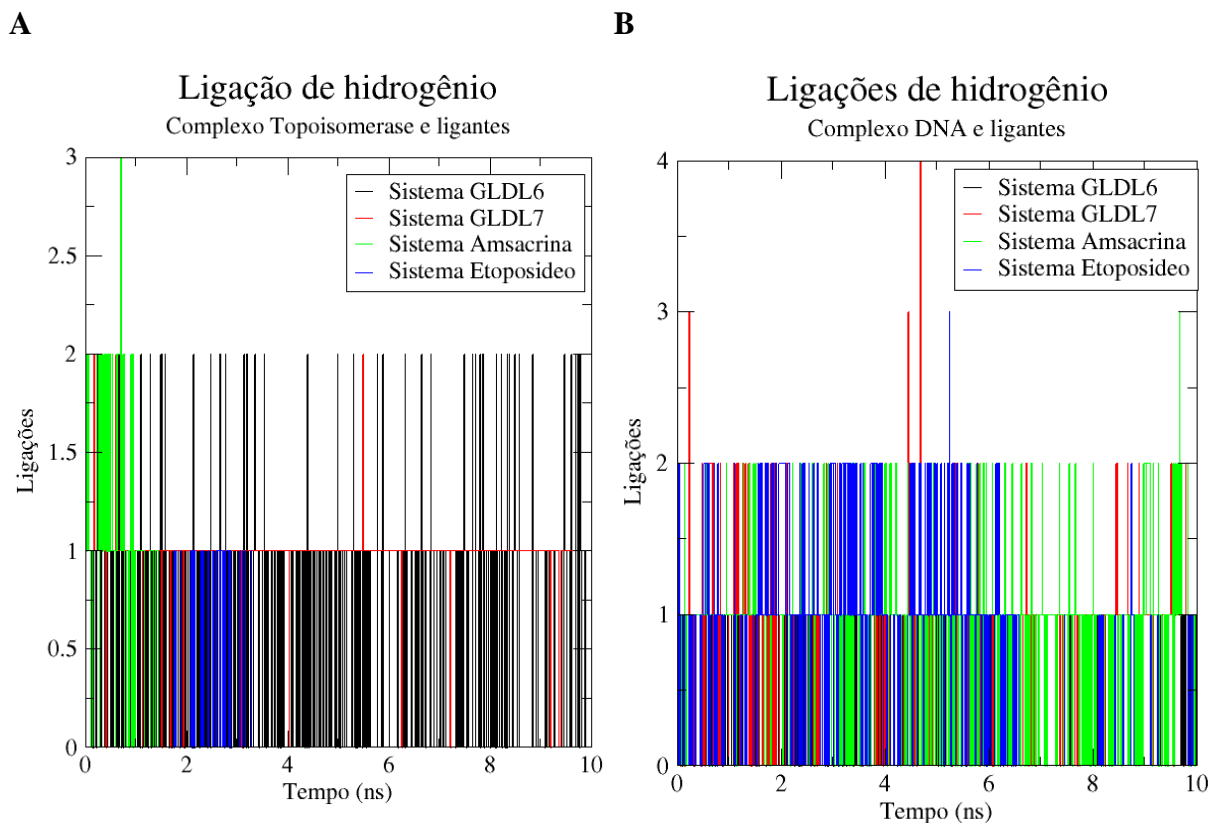 A
Ligação de hidrogênio
Complexo Topoisomerase e ligantes
3
2.5
2
1.5
1
0.5
0
Ligações
Sistema GLDL6
Sistema GLDL7
Sistema Amsacrina
Sistema Etoposideo
0 2 4 6 8 10
Tempo (ns)
B
Ligações de hidrogênio
Complexo DNA e ligantes
4
3
2
1
0
Ligações
Sistema GLDL6
Sistema GLDL7
Sistema Amsacrina
Sistema Etoposideo
0 2 4 6 8 10
Tempo (ns)